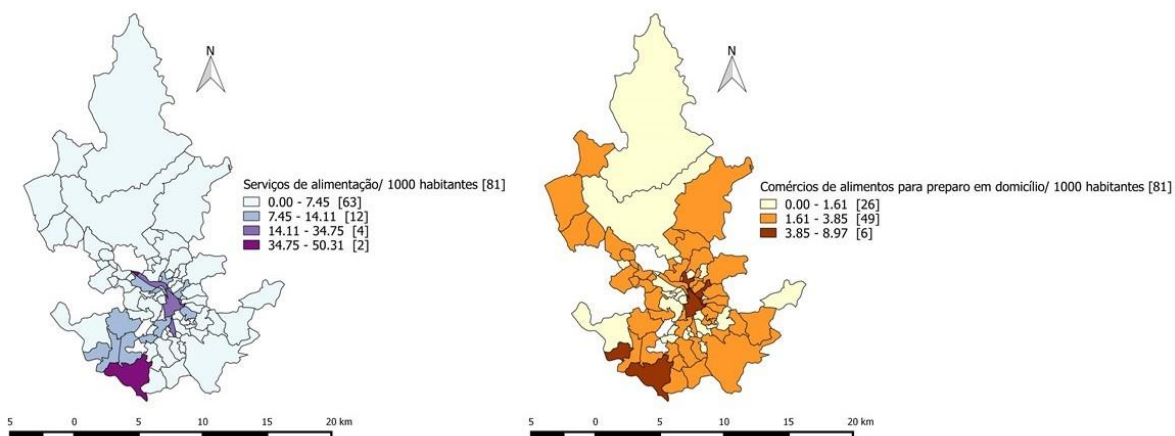 N
Serviços de alimentação/ 1000 habitantes [81]
0.00 - 7.45 [63]
7.45 - 14.11 [12]
14.11 - 34.75 [4]
34.75 - 50.31 [2]
5 0 5 10 15 20 km
N
Comércios de alimentos para preparo em domicílio/ 1000 habitantes [81]
0.00 - 1.61 [26]
1.61 - 3.85 [49]
3.85 - 8.97 [6]
5 0 5 10 15 20 km